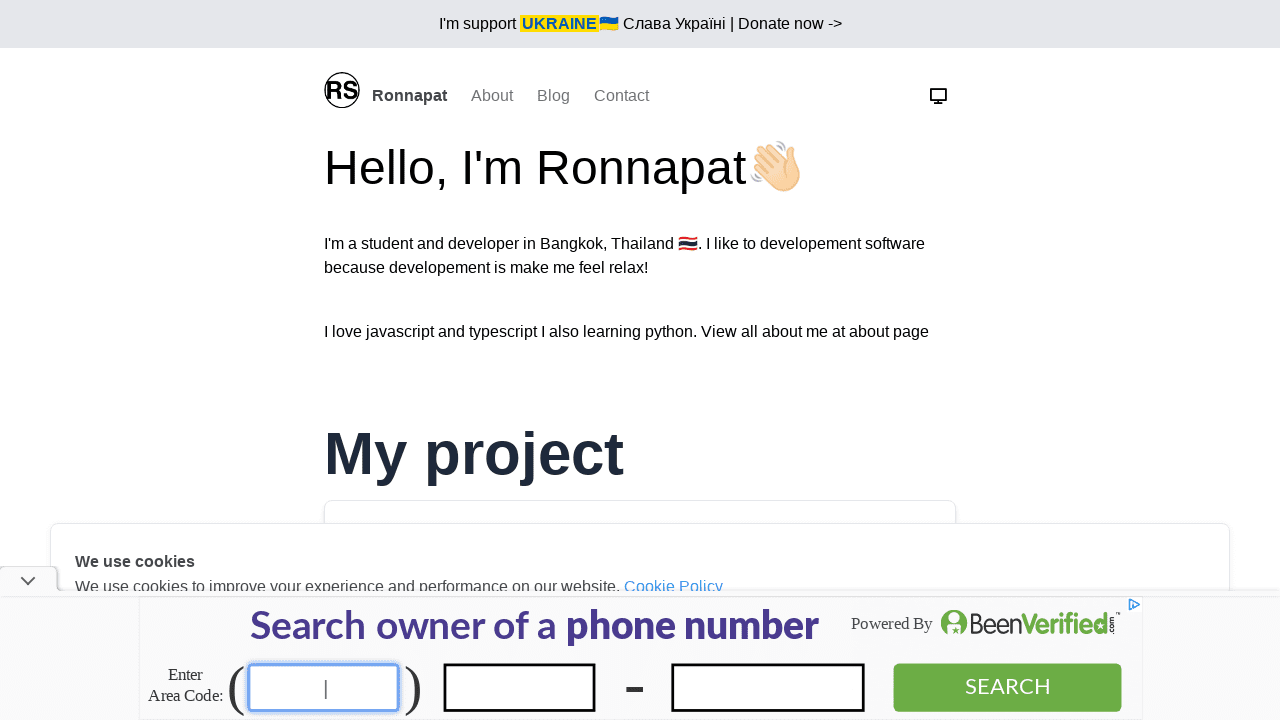 I'm support UKRAINE🇺🇦 Слава Україні | Donate now ->
RS Ronnapat About Blog Contact
Hello, I'm Ronnapat👋🏻
I'm a student and developer in Bangkok, Thailand 🇹🇭. I like to developement software
because developement is make me feel relax!
I love javascript and typescript I also learning python. View all about me at about page
My project
We use cookies
We use cookies to improve your experience and performance on our website. Cookie Policy
Search owner of a phone number
Powered By BeenVerified.com™
Enter
Area Code: ( ) - SEARCH